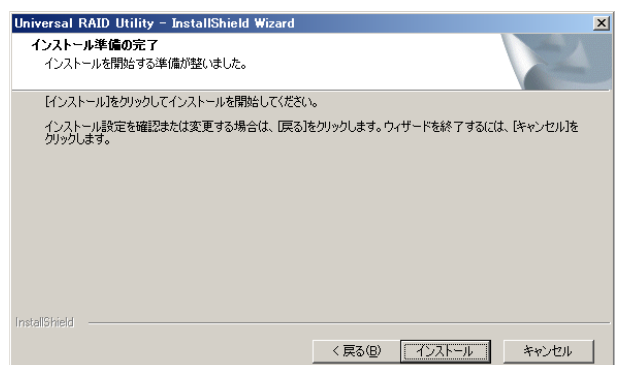 Universal RAID Utility - InstallShield Wizard
インストール準備の完了
インストールを開始する準備が整いました。
[インストール]をクリックしてインストールを開始してください。
インストール設定を確認または変更する場合は、[戻る]をクリックします。ウィザードを終了するには、[キャンセル]を
クリックします。
InstallShield
< 戻る(B) インストール キャンセル